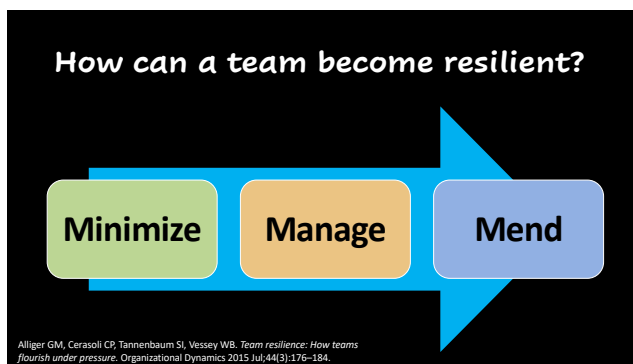 How can a team become resilient?
Minimize
Manage
Mend
Alliger GM, Cerasoli CP, Tannenbaum SI, Vessey WB. Team resilience: How teams
flourish under pressure. Organizational Dynamics 2015 Jul;44(3):176–184.